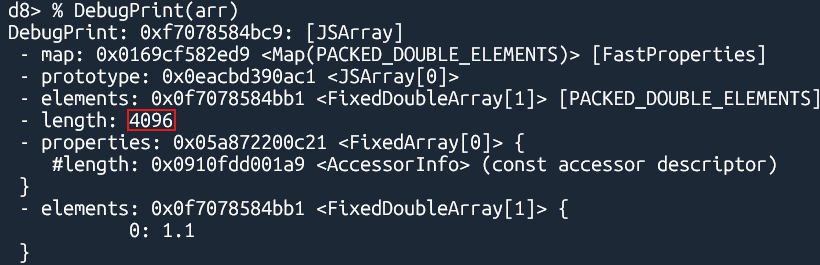 d8> % DebugPrint(arr)
DebugPrint: 0xf7078584bc9: [JSArray]
- map: 0x0169cf582ed9 <Map(PACKED_DOUBLE_ELEMENTS)> [FastProperties]
- prototype: 0x0eacbd390ac1 <JSArray[0]>
- elements: 0x0f7078584bb1 <FixedDoubleArray[1]> [PACKED_DOUBLE_ELEMENTS]
- length: 4096
- properties: 0x05a872200c21 <FixedArray[0]> {
#length: 0x0910fdd001a9 <AccessorInfo> (const accessor descriptor)
}
- elements: 0x0f7078584bb1 <FixedDoubleArray[1]> {
0: 1.1
}